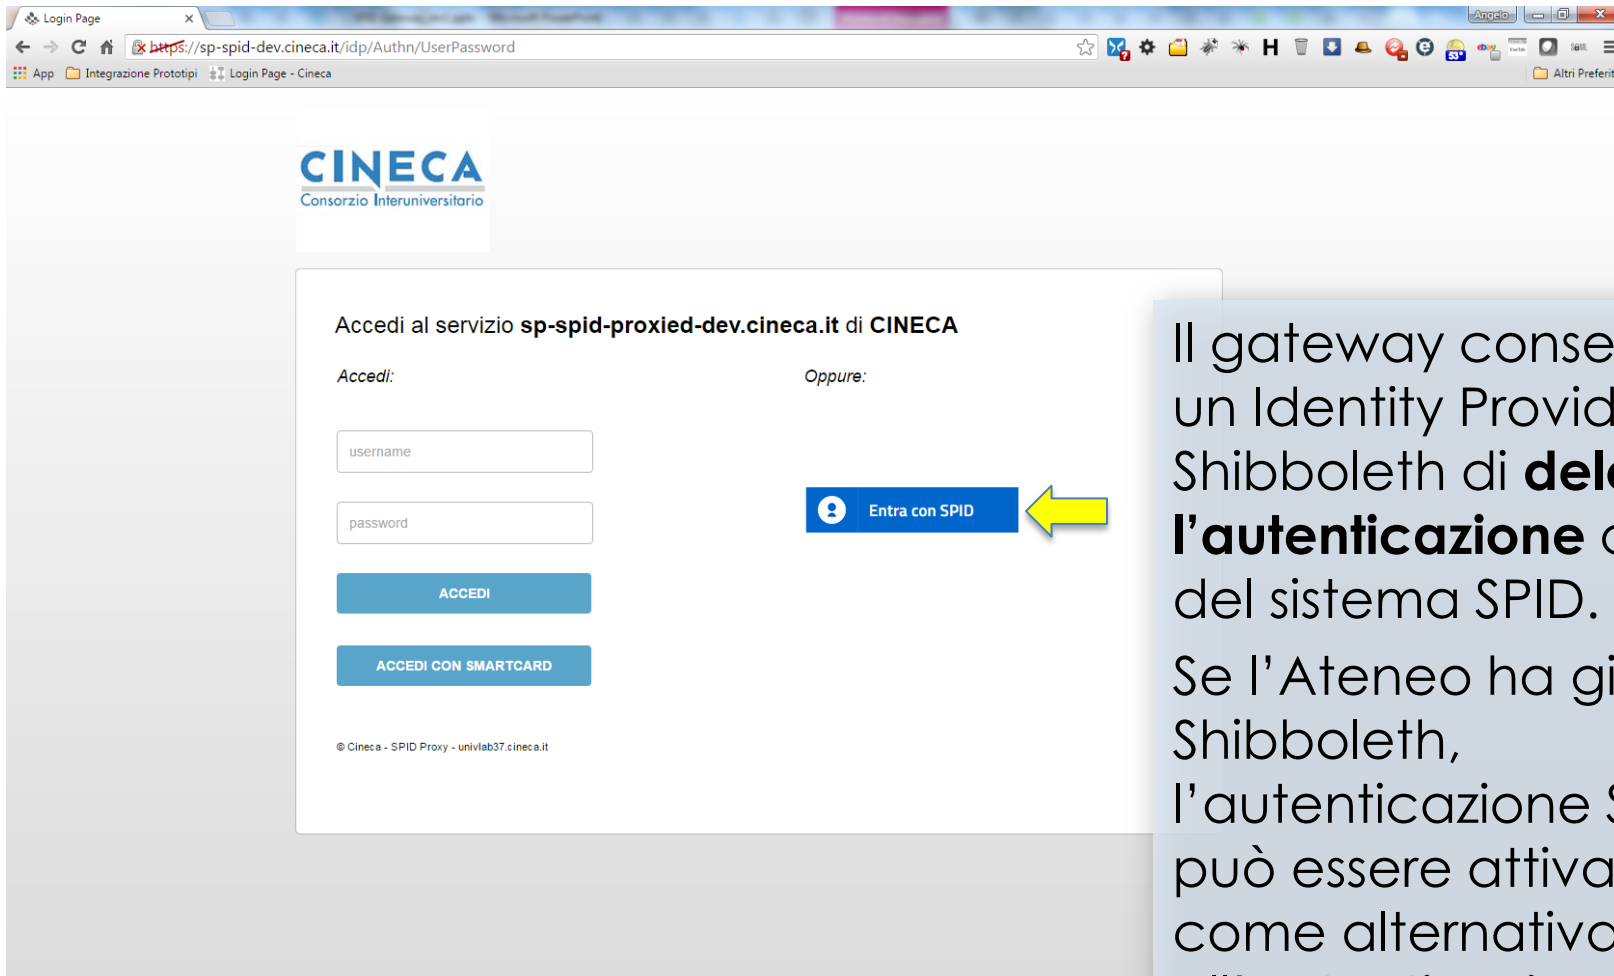 Login Page
Angelo
https://sp-spid-dev.cineca.it/idp/Authn/UserPassword
App Integrazione Prototipi Login Page - Cineca
Altri Preferit
CINECA
Consorzio Interuniversitario
Accedi al servizio sp-spid-proxied-dev.cineca.it di CINECA
Accedi:
Oppure:
username
password
Entra con SPID
ACCEDI
ACCEDI CON SMARTCARD
© Cineca - SPID Proxy - univlab37.cineca.it
Il gateway conse
un Identity Provid
Shibboleth di dele
l’autenticazione
del sistema SPID.
Se l’Ateneo ha gi
Shibboleth,
l’autenticazione S
può essere attiva
come alternativa